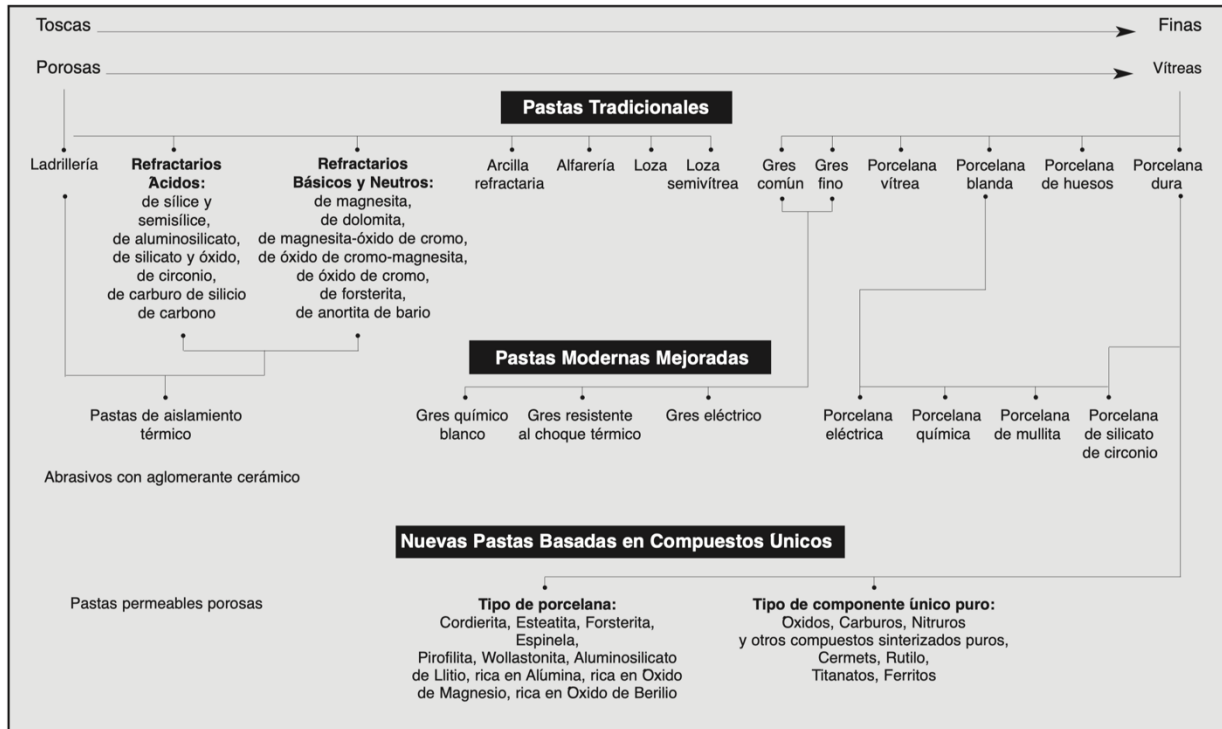 Toscas
Finas
Porosas
Vítreas
Pastas Tradicionales
Ladrillería
Refractarios
Ácidos:
de sílice y
semisílice,
de aluminosilicato,
de silicato y óxido,
de circonio,
de carburo de silicio
de carbono
Refractarios
Básicos y Neutros:
de magnesita,
de dolomita,
de magnesita-óxido de cromo,
de óxido de cromo-magnesita,
de óxido de cromo,
de forsterita,
de anortita de bario
Arcilla
refractaria
Alfarería
Loza
Loza
semivítrea
Gres
común
Gres
fino
Porcelana
vítrea
Porcelana
blanda
Porcelana
de huesos
Porcelana
dura
Pastas Modernas Mejoradas
Pastas de aislamiento
térmico
Gres químico
blanco
Gres resistente
al choque térmico
Gres eléctrico
Porcelana
eléctrica
Porcelana
química
Porcelana
de mullita
Porcelana
de silicato
de circonio
Abrasivos con aglomerante cerámico
Nuevas Pastas Basadas en Compuestos Unicos
Pastas permeables porosas
Tipo de porcelana:
Cordierita, Esteatita, Forsterita,
Espinela,
Pirofilita, Wollastonita, Aluminosilicato
de Llitio, rica en Alúmina, rica en Óxido
de Magnesio, rica en Óxido de Berilio
Tipo de componente único puro:
Óxidos, Carburos, Nitruros
y otros compuestos sinterizados puros,
Cermets, Rutilo,
Titanatos, Ferritos